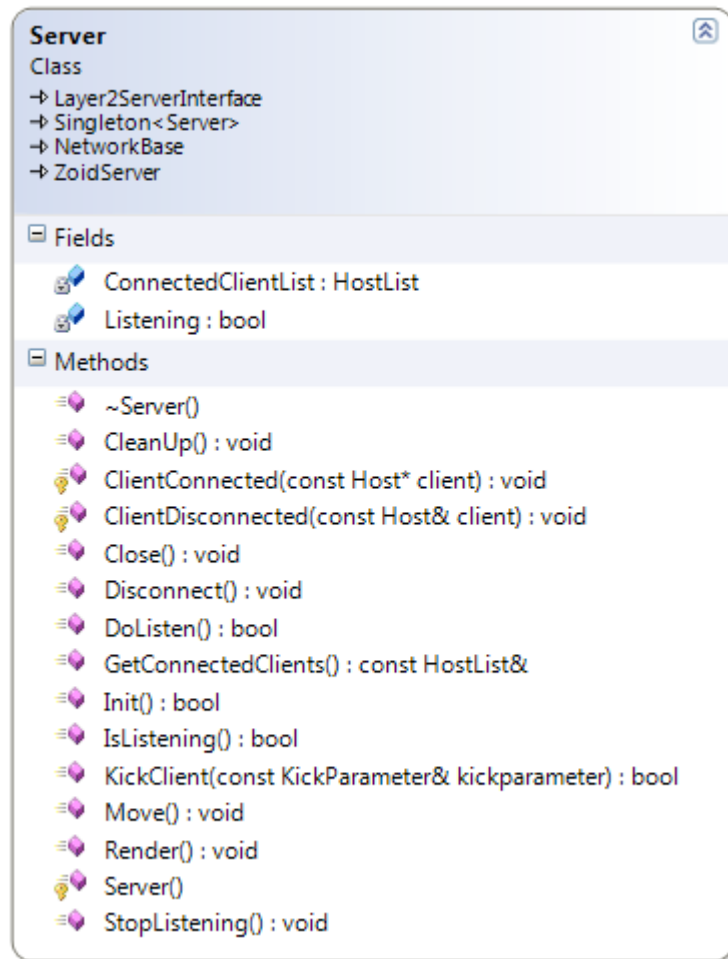 Server
Class
Layer2ServerInterface
Singleton<Server>
NetworkBase
ZoidServer
Fields
ConnectedClientList : HostList
Listening : bool
Methods
~Server()
CleanUp() : void
ClientConnected(const Host* client) : void
ClientDisconnected(const Host& client) : void
Close() : void
Disconnect() : void
DoListen() : bool
GetConnectedClients() : const HostList&
Init() : bool
IsListening() : bool
KickClient(const KickParameter& kickparameter) : bool
Move() : void
Render() : void
Server()
StopListening() : void